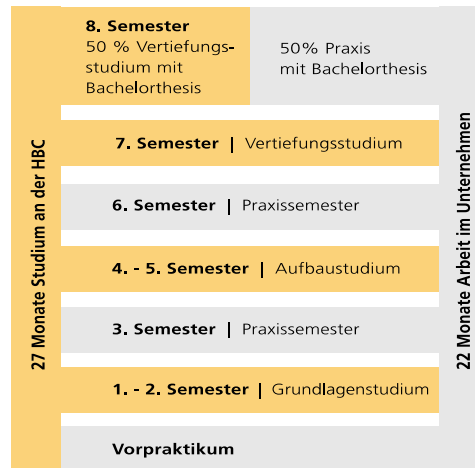 8. Semester
50 % Vertiefungs-
studium mit
Bachelorthesis
50% Praxis
mit Bachelorthesis
7. Semester | Vertiefungsstudium
6. Semester | Praxissemester
4. - 5. Semester | Aufbaustudium
3. Semester | Praxissemester
1. - 2. Semester | Grundlagenstudium
Vorpraktikum
27 Monate Studium an der HBC
22 Monate Arbeit im Unternehmen